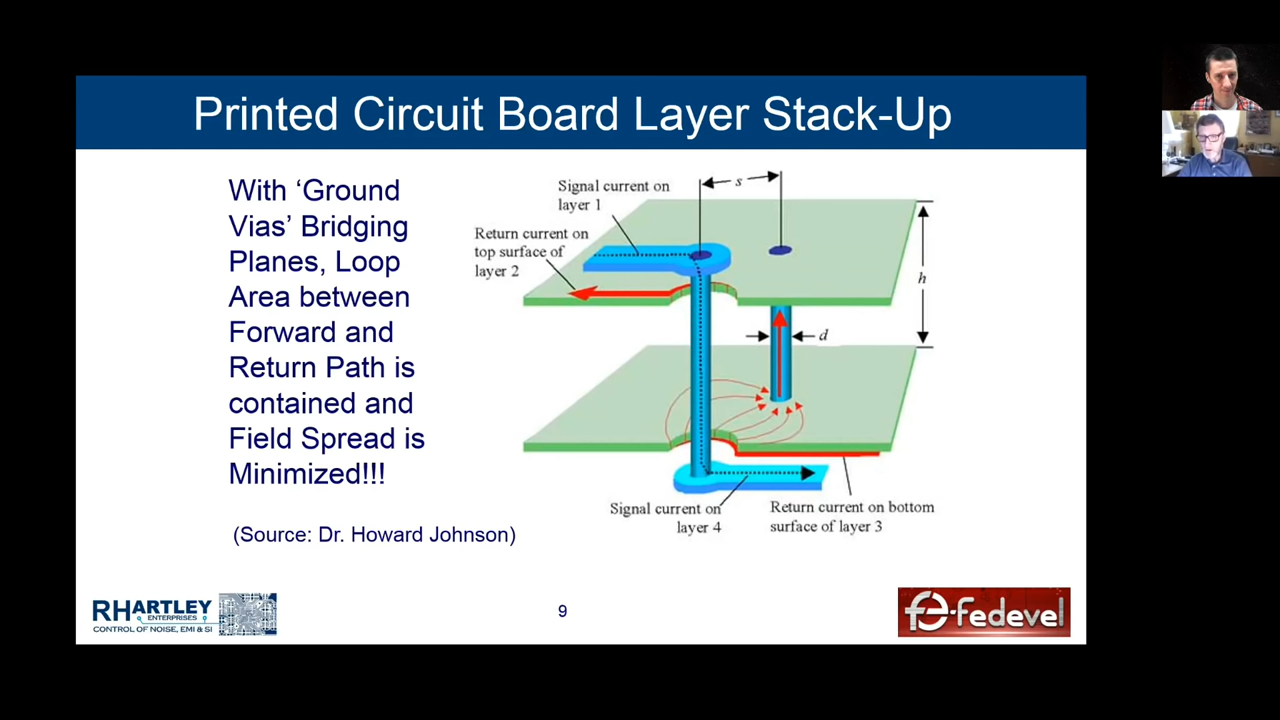 Printed Circuit Board Layer Stack-Up
With ‘Ground
Vias’ Bridging
Planes, Loop
Area between
Forward and
Return Path is
contained and
Field Spread is
Minimized!!!
(Source: Dr. Howard Johnson)
Signal current on
layer 1
Return current on
top surface of
layer 2
s
h
d
Signal current on
layer 4
Return current on bottom
surface of layer 3
RHARTLEY
ENTERPRISES
CONTROL OF NOISE, EMI & SI
9
fedevel